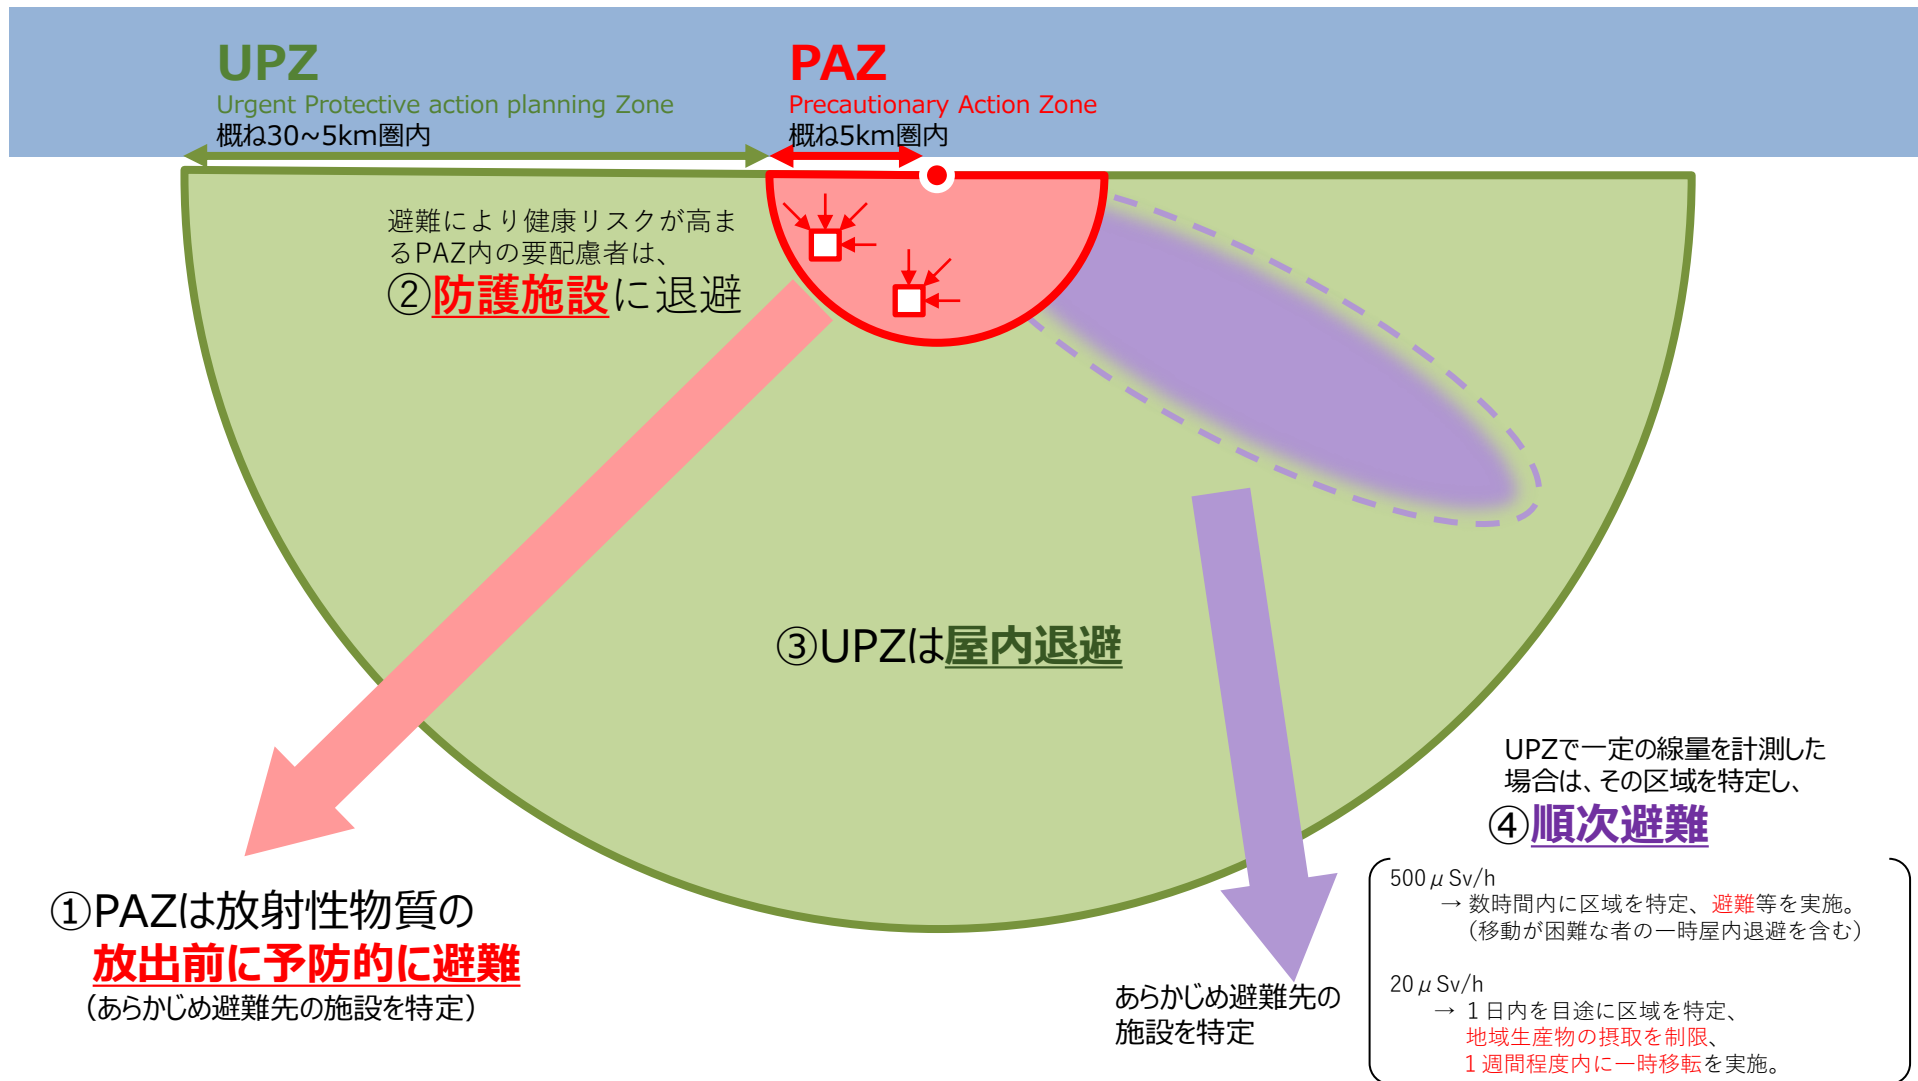 UPZ
Urgent Protective action planning Zone
概ね30~5km圏内
PAZ
Precautionary Action Zone
概ね5km圏内
避難により健康リスクが高ま
るPAZ内の要配慮者は、
②防護施設に退避
③UPZは屋内退避
①PAZは放射性物質の
放出前に予防的に避難
（あらかじめ避難先の施設を特定）
あらかじめ避難先の
施設を特定
UPZで一定の線量を計測した
場合は、その区域を特定し、
④順次避難
500μSv/h
→ 数時間内に区域を特定、避難等を実施。
（移動が困難な者の一時屋内退避を含む）
20μSv/h
→ １日内を目途に区域を特定、
地域生産物の摂取を制限、
１週間程度内に一時移転を実施。